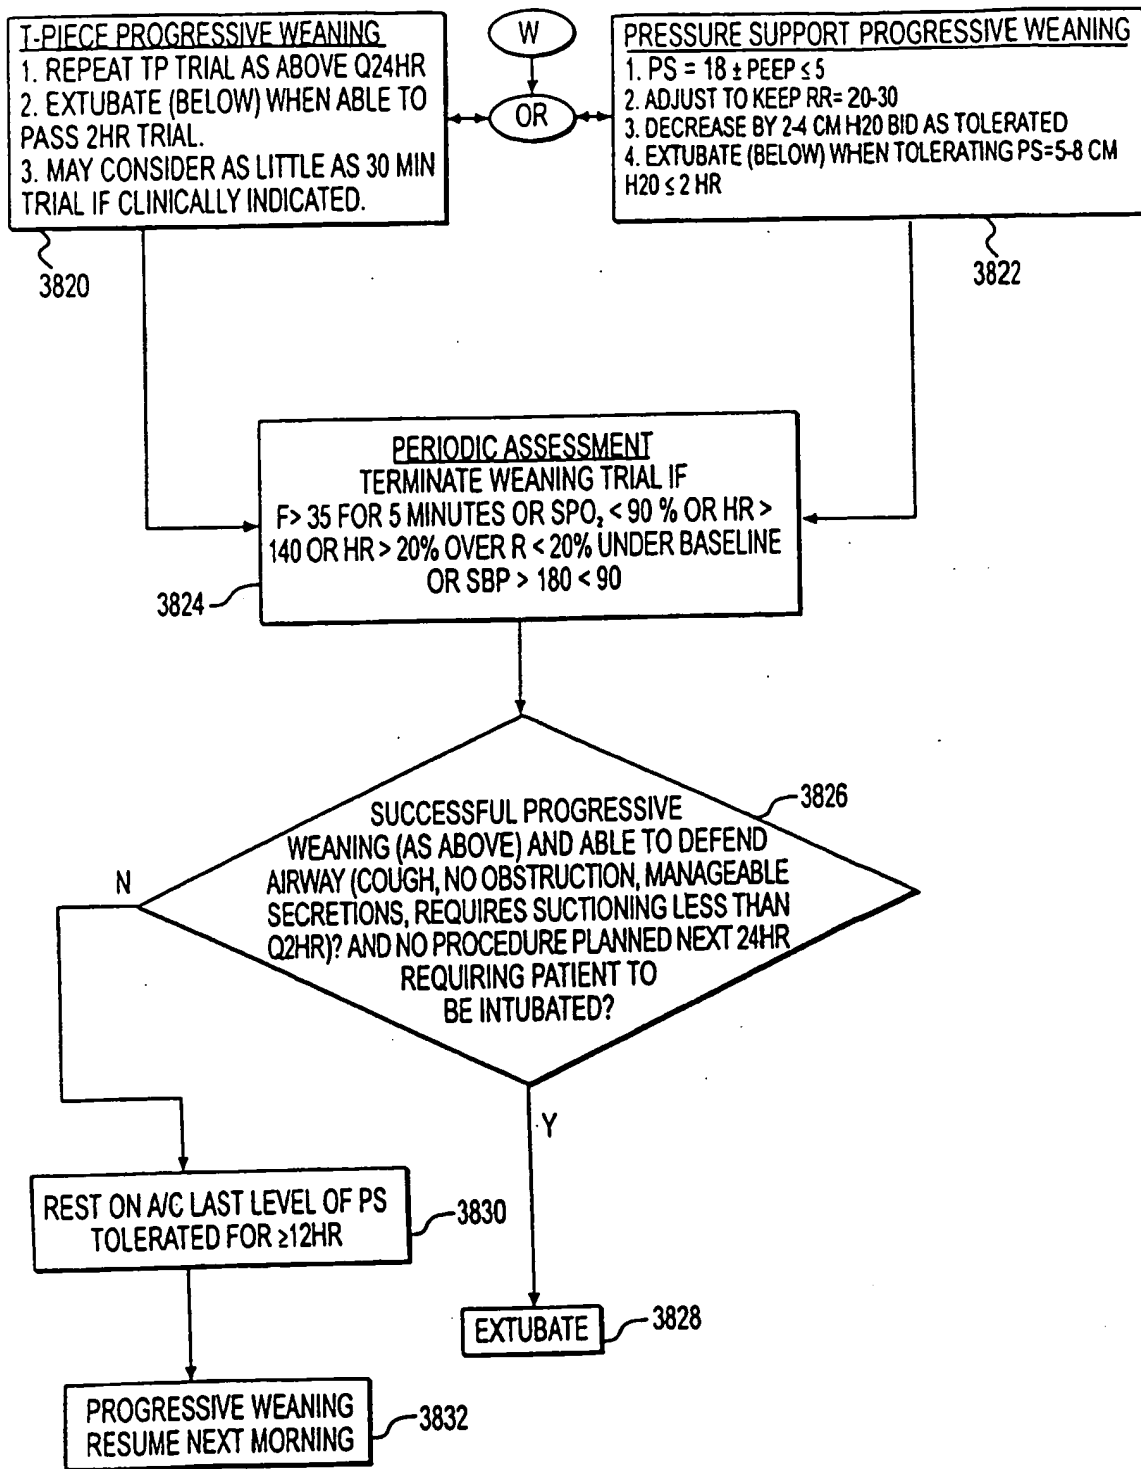 T-PIECE PROGRESSIVE WEANING
1. REPEAT TP TRIAL AS ABOVE Q24HR
2. EXTUBATE (BELOW) WHEN ABLE TO
PASS 2HR TRIAL.
3. MAY CONSIDER AS LITTLE AS 30 MIN
TRIAL IF CLINICALLY INDICATED.
3820
W
OR
PRESSURE SUPPORT PROGRESSIVE WEANING
1. PS = 18 ± PEEP ≤ 5
2. ADJUST TO KEEP RR= 20-30
3. DECREASE BY 2-4 CM H20 BID AS TOLERATED
4. EXTUBATE (BELOW) WHEN TOLERATING PS=5-8 CM
H20 ≤ 2 HR
3822
PERIODIC ASSESSMENT
TERMINATE WEANING TRIAL IF
F> 35 FOR 5 MINUTES OR SPO₂ < 90 % OR HR >
140 OR HR > 20% OVER R < 20% UNDER BASELINE
OR SBP > 180 < 90
3824
SUCCESSFUL PROGRESSIVE
WEANING (AS ABOVE) AND ABLE TO DEFEND
AIRWAY (COUGH, NO OBSTRUCTION, MANAGEABLE
SECRETIONS, REQUIRES SUCTIONING LESS THAN
Q2HR)? AND NO PROCEDURE PLANNED NEXT 24HR
REQUIRING PATIENT TO
BE INTUBATED?
3826
N
Y
REST ON A/C LAST LEVEL OF PS
TOLERATED FOR ≥12HR
3830
EXTUBATE
3828
PROGRESSIVE WEANING
RESUME NEXT MORNING
3832